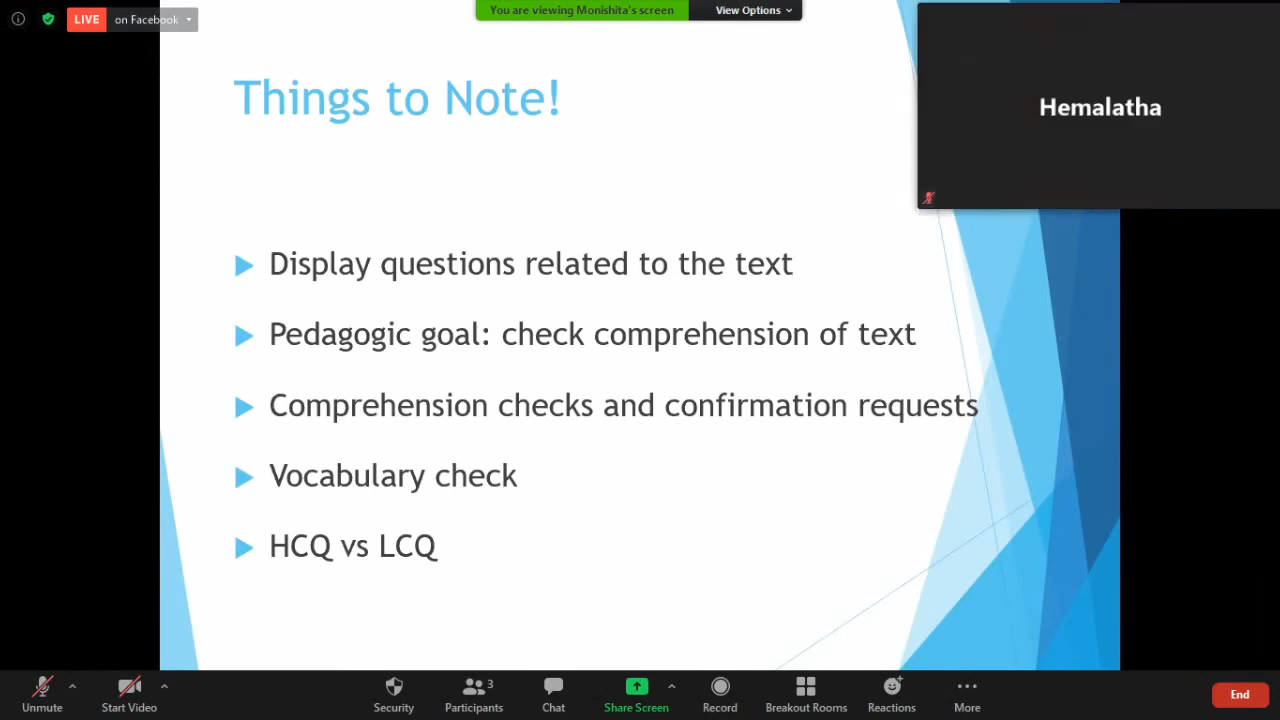 LIVE on Facebook
You are viewing Monishita's screen View Options
Things to Note!
Hemalatha
Display questions related to the text
Pedagogic goal: check comprehension of text
Comprehension checks and confirmation requests
Vocabulary check
HCQ vs LCQ
Unmute
Start Video
Security
Participants 3
Chat
Share Screen
Record
Breakout Rooms
Reactions
More
End